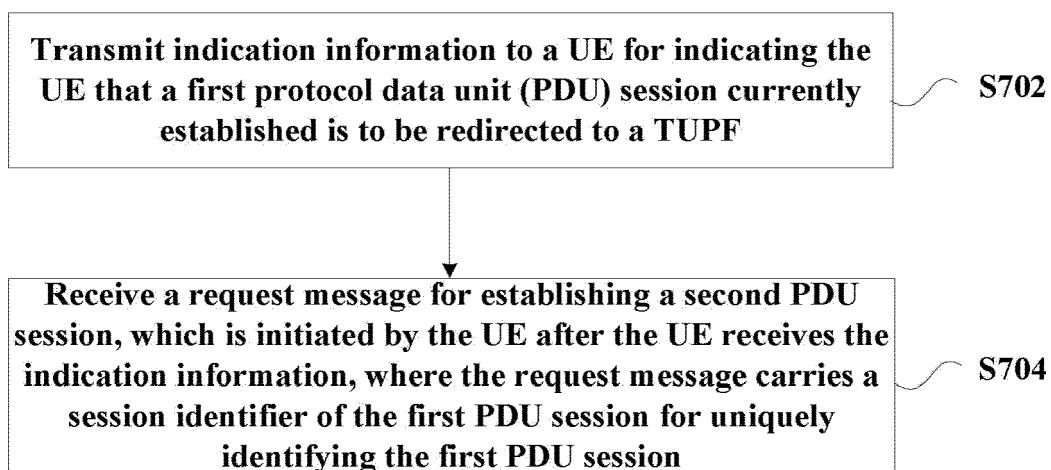 Transmit indication information to a UE for indicating the
UE that a first protocol data unit (PDU) session currently
established is to be redirected to a TUPF
S702
Receive a request message for establishing a second PDU
session, which is initiated by the UE after the UE receives the
indication information, where the request message carries a
session identifier of the first PDU session for uniquely
identifying the first PDU session
S704